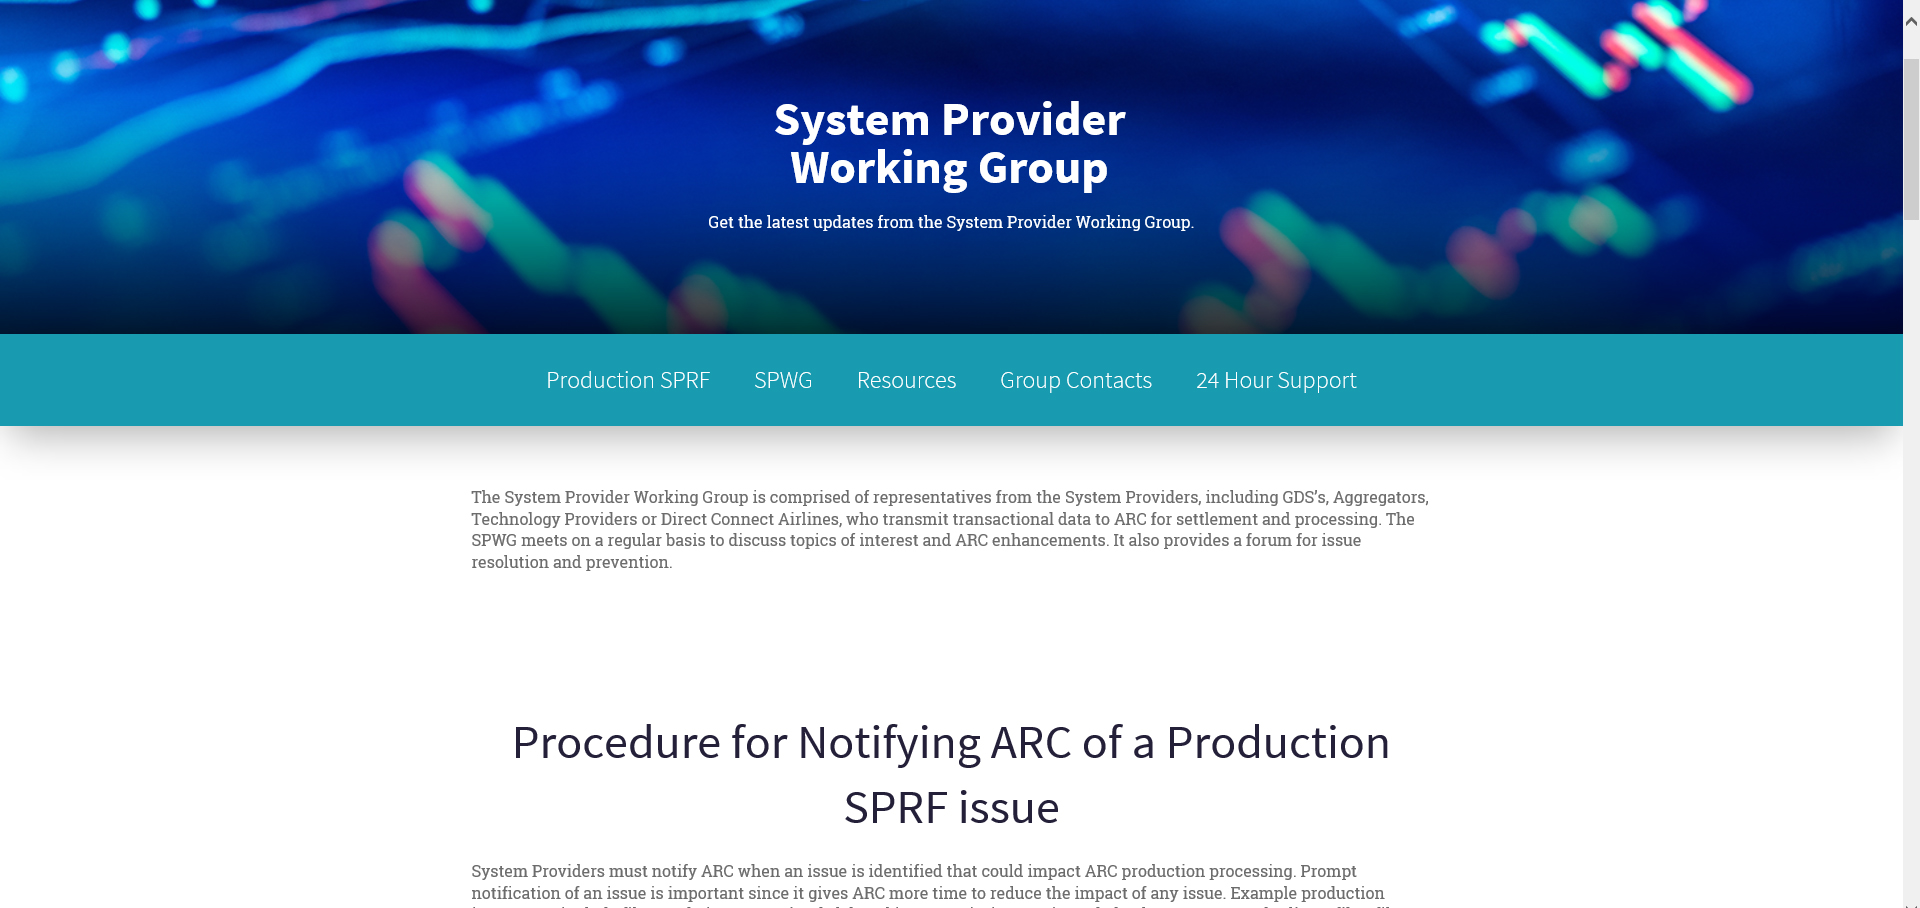 System Provider
Working Group
Get the latest updates from the System Provider Working Group.
Production SPRF
SPWG
Resources
Group Contacts
24 Hour Support
The System Provider Working Group is comprised of representatives from the System Providers, including GDS’s, Aggregators,
Technology Providers or Direct Connect Airlines, who transmit transactional data to ARC for settlement and processing. The
SPWG meets on a regular basis to discuss topics of interest and ARC enhancements. It also provides a forum for issue
resolution and prevention.
Procedure for Notifying ARC of a Production
SPRF issue
System Providers must notify ARC when an issue is identified that could impact ARC production processing. Prompt
notification of an issue is important since it gives ARC more time to reduce the impact of any issue. Example production